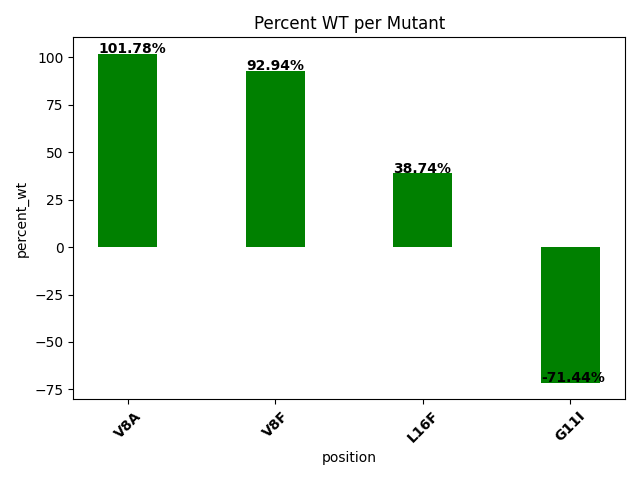 Percent WT per Mutant
101.78%
92.94%
38.74%
-71.44%
percent_wt
100
75
50
25
0
−25
−50
−75
V8A
V8F
L16F
G11I
position